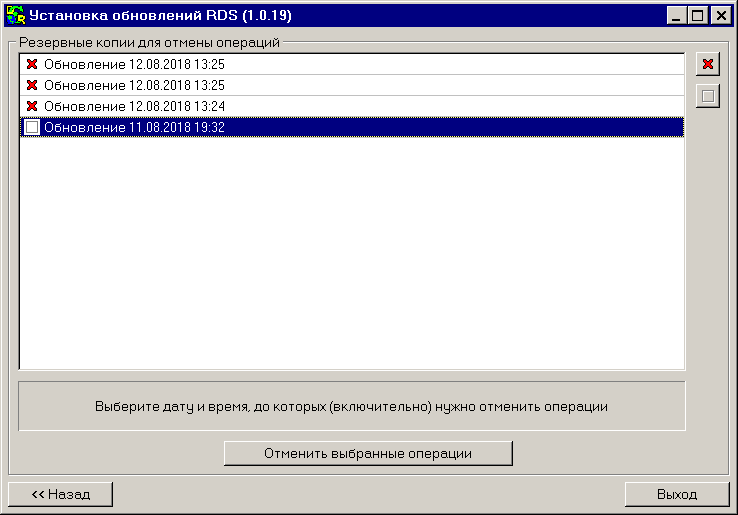 Установка обновлений RDS (1.0.19)
Резервные копии для отмены операций
Обновление 12.08.2018 13:25
Обновление 12.08.2018 13:25
Обновление 12.08.2018 13:24
Обновление 11.08.2018 19:32
Выберите дату и время, до которых (включительно) нужно отменить операции
Отменить выбранные операции
<< Назад
Выход